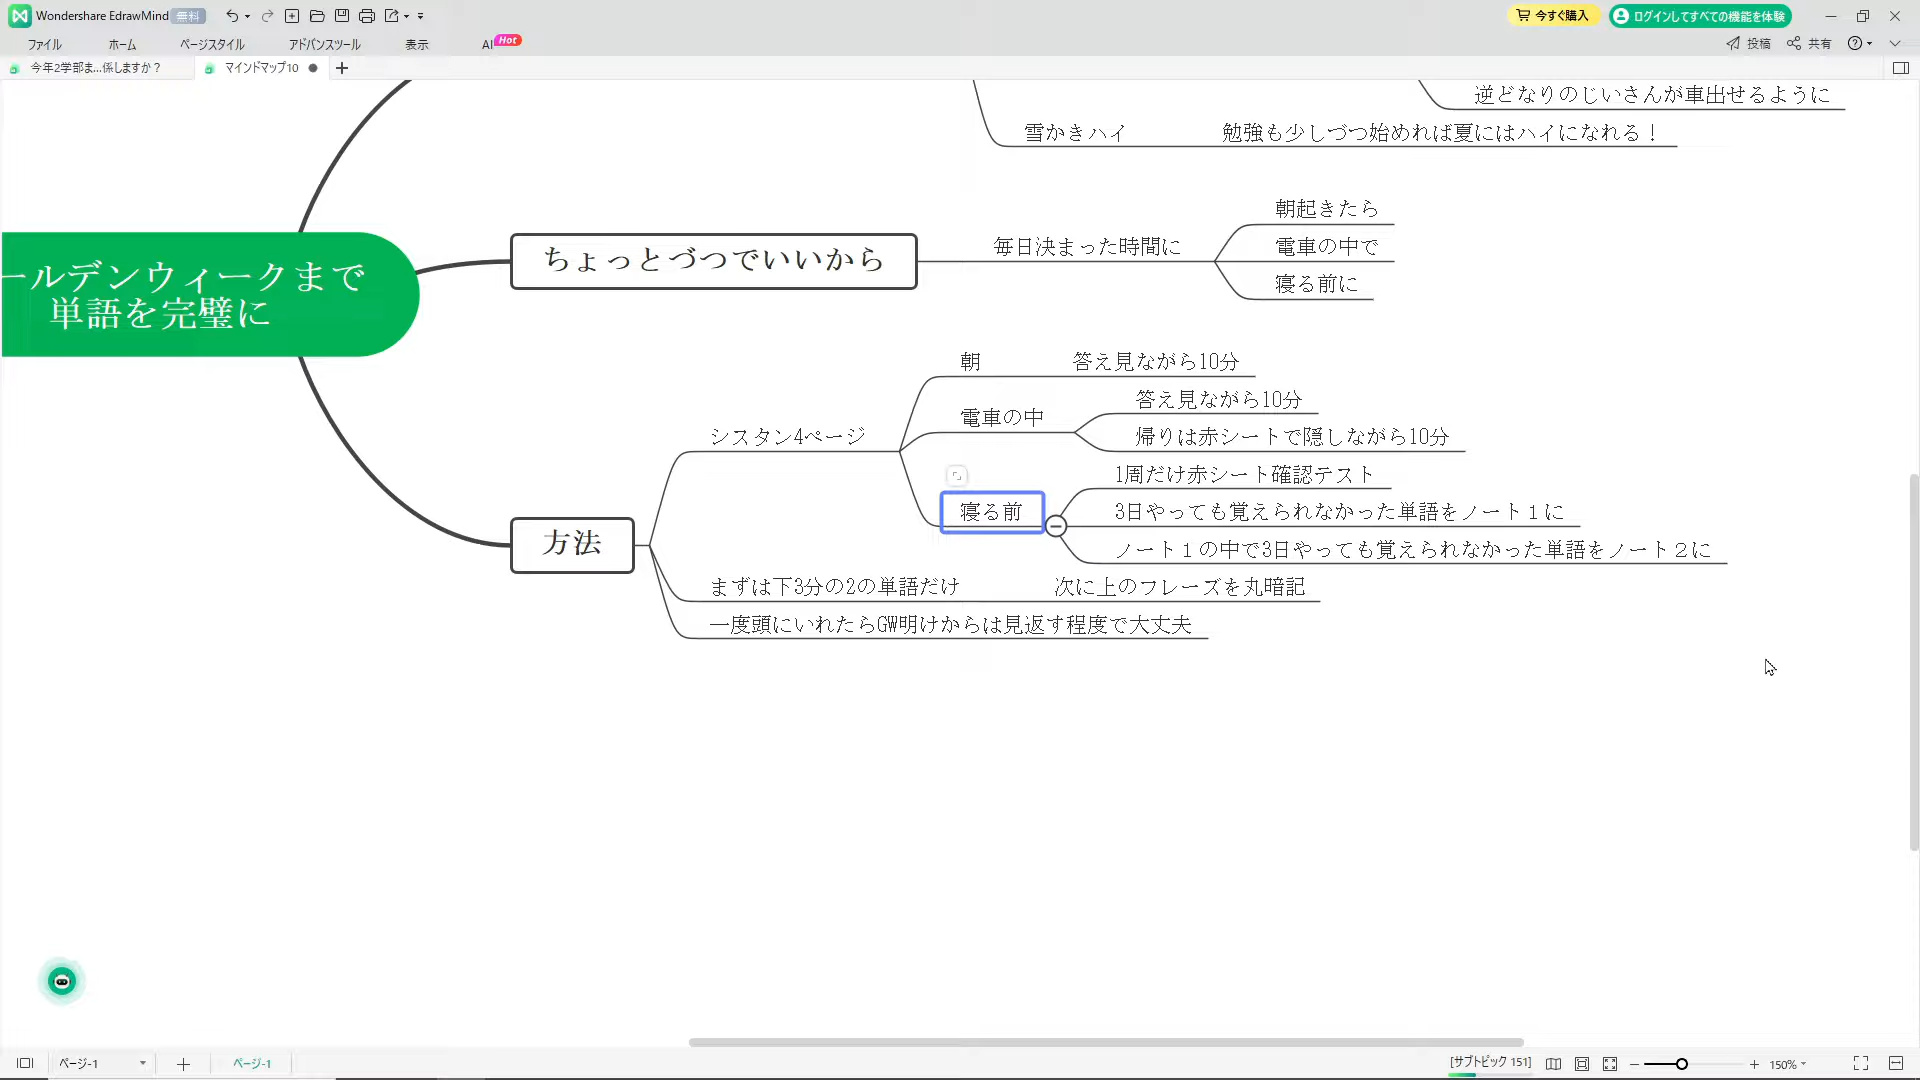 Wondershare EdrawMind 無料
今すぐ購入
ログインしてすべての機能を体験
ファイル ホーム ページスタイル アドバンスツール 表示 AI Hot
投稿 共有
今年2学部ま...係しますか？ マインドマップ10
逆どなりのじいさんが車出せるように
雪かきハイ 勉強も少しづつ始めれば夏にはハイになれる！
ールデンウィークまで
単語を完璧に
ちょっとづつでいいから
毎日決まった時間に
朝起きたら
電車の中で
寝る前に
方法
シスタン4ページ
朝 答え見ながら10分
電車の中
答え見ながら10分
帰りは赤シートで隠しながら10分
寝る前
1周だけ赤シート確認テスト
3日やっても覚えられなかった単語をノート１に
ノート１の中で3日やっても覚えられなかった単語をノート２に
まずは下3分の2の単語だけ 次に上のフレーズを丸暗記
一度頭にいれたらGW明けからは見返す程度で大丈夫
ページ-1 ページ-1
[サブトピック 151] 150%